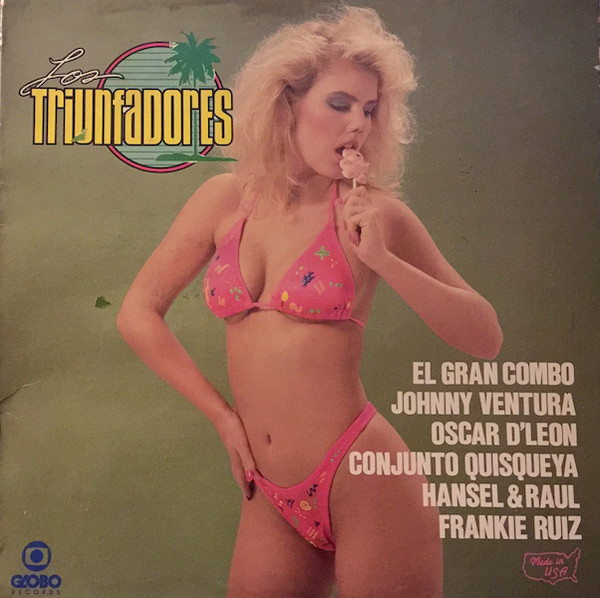 Los
TRIUNFADORES
EL GRAN COMBO
JOHNNY VENTURA
OSCAR D'LEON
CONJUNTO QUISQUEYA
HANSEL & RAUL
FRANKIE RUIZ
Made in
USA
GLOBO
RECORDS